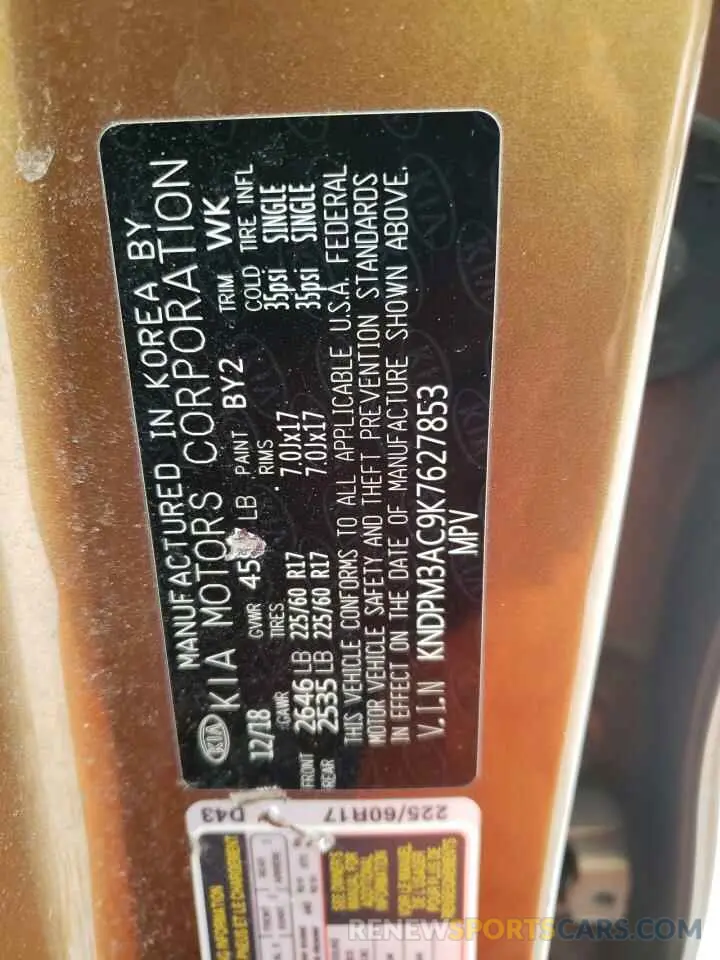 MANUFACTURED IN KOREA BY
KIA KIA MOTORS CORPORATION
12/18 GVWR LB PAINT BY2 TRIM WK
GAWR TIRES RIMS COLD TIRE INFL
FRONT 2646 LB 225/60 R17 7.0Jx17 35psi SINGLE
REAR 2535 LB 225/60 R17 7.0Jx17 35psi SINGLE
THIS VEHICLE CONFORMS TO ALL APPLICABLE U.S.A. FEDERAL
MOTOR VEHICLE SAFETY AND THEFT PREVENTION STANDARDS
IN EFFECT ON THE DATE OF MANUFACTURE SHOWN ABOVE.
V.I.N KNDPM3AC9K7627853
MPV
225/60R17 D43
RENEWSPORTSCARS.COM